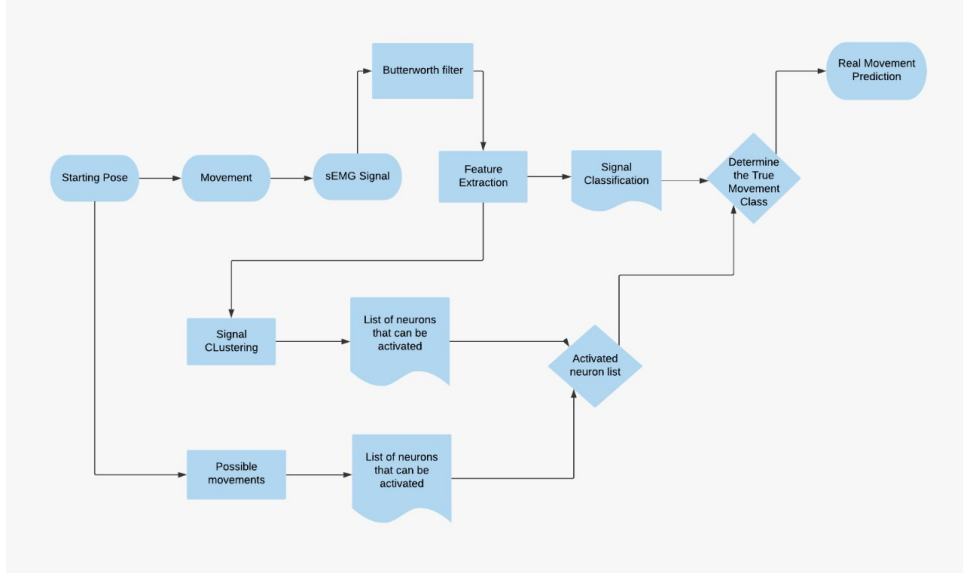 Real Movement
Prediction
Butterworth filter
Starting Pose
Movement
sEMG Signal
Feature
Extraction
Signal
Classification
Determine
the True
Movement
Class
Signal
CLustering
List of neurons
that can be
activated
Activated
neuron list
Possible
movements
List of neurons
that can be
activated